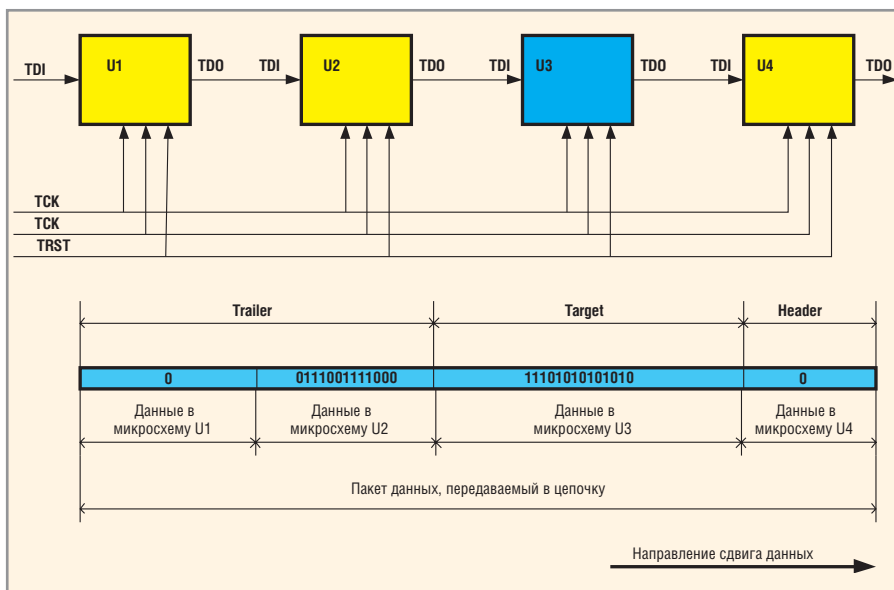 U1
U2
U3
U4
TDI
TDO
TDI
TDO
TDI
TDO
TDI
TDO
TCK
TCK
TRST
Trailer
Target
Header
0
0111001111000
11101010101010
0
Данные в
микросхему U1
Данные в
микросхему U2
Данные в
микросхему U3
Данные в
микросхему U4
Пакет данных, передаваемый в цепочку
Направление сдвига данных